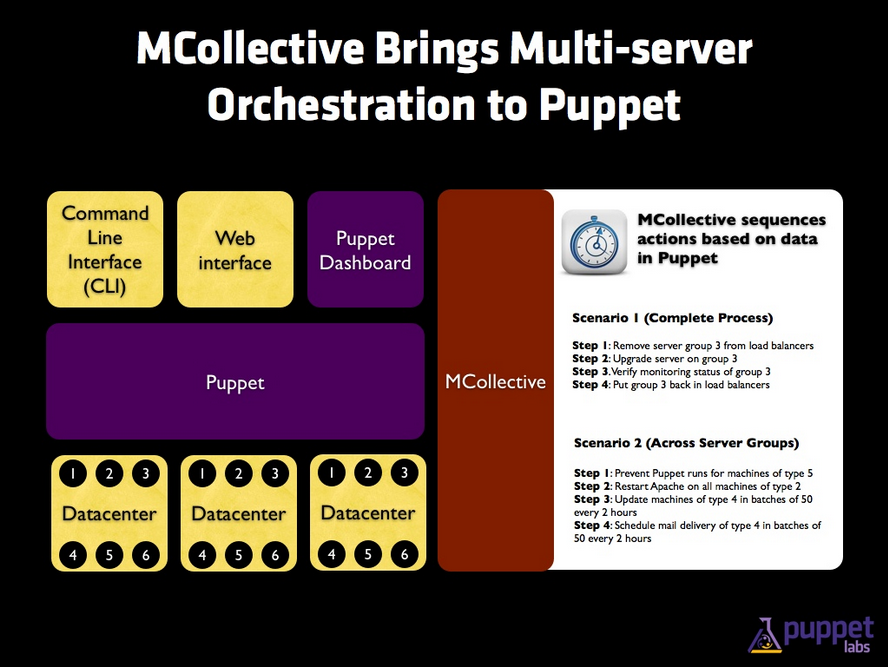 MCollective Brings Multi-server
Orchestration to Puppet
Command
Line
Interface
(CLI)
Web
interface
Puppet
Dashboard
Puppet
1 2 3
Datacenter
4 5 6
1 2 3
Datacenter
4 5 6
1 2 3
Datacenter
4 5 6
MCollective
MCollective sequences
actions based on data
in Puppet
Scenario 1 (Complete Process)
Step 1: Remove server group 3 from load balancers
Step 2: Upgrade server on group 3
Step 3.Verify monitoring status of group 3
Step 4: Put group 3 back in load balancers
Scenario 2 (Across Server Groups)
Step 1: Prevent Puppet runs for machines of type 5
Step 2: Restart Apache on all machines of type 2
Step 3: Update machines of type 4 in batches of 50
every 2 hours
Step 4: Schedule mail delivery of type 4 in batches of
50 every 2 hours
puppet
labs